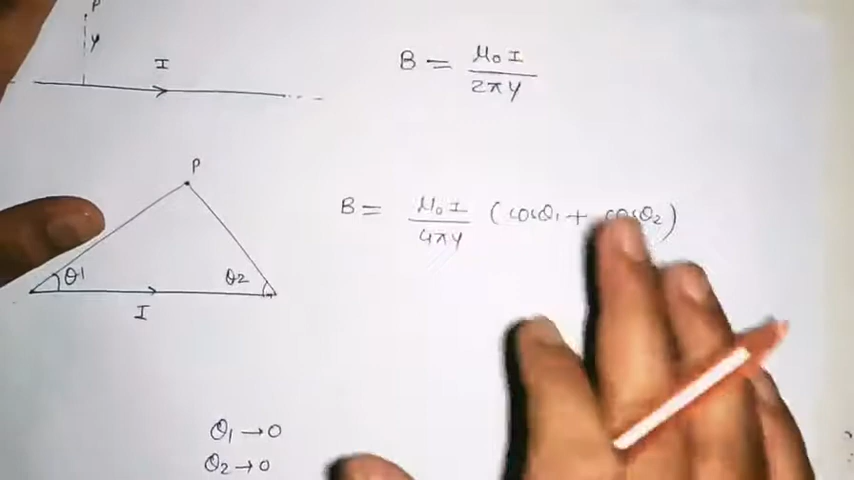 P
y
I
B = μ₀I / 2πy
P
θ1
θ2
I
B = μ₀I / 4πy (cosθ₁ + cosθ₂)
θ₁ → 0
θ₂ → 0